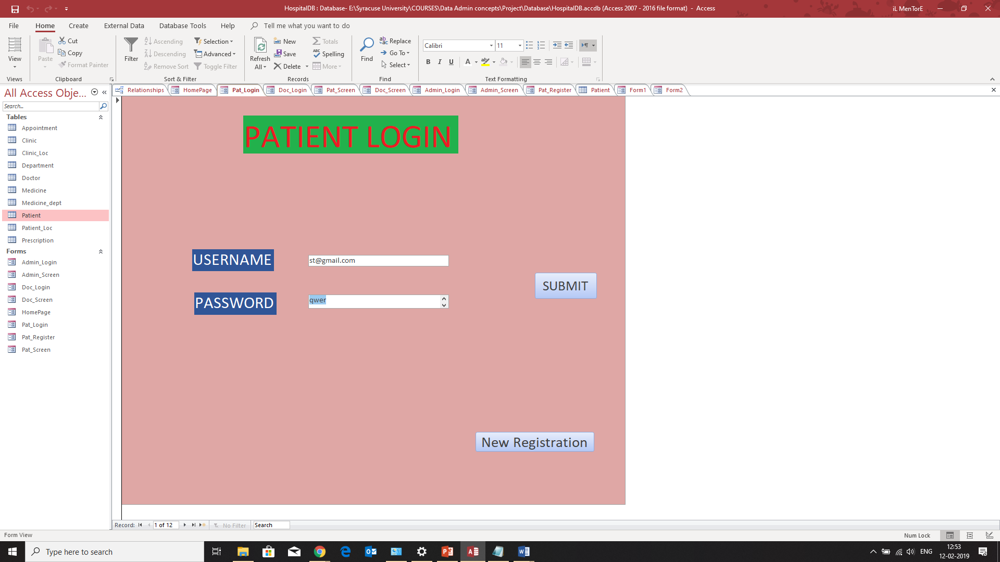 HospitalDB : Database- E:\Syracuse University\COURSES\Data Admin concepts\Project\Database\HospitalDB.accdb (Access 2007 - 2016 file format) - Access
iL MenTorE
File Home Create External Data Database Tools Help Tell me what you want to do
View
Views
Paste
Cut
Copy
Format Painter
Clipboard
Filter
Ascending
Descending
Remove Sort
Selection
Advanced
Toggle Filter
Sort & Filter
Refresh
All
New
Save
Delete
Totals
Spelling
More
Records
Find
Replace
Go To
Select
Find
Calibri 11
B I U A
Text Formatting
All Access Obje...
Search...
Tables
Appointment
Clinic
Clinic_Loc
Department
Doctor
Medicine
Medicine_dept
Patient
Patient_Loc
Prescription
Forms
Admin_Login
Admin_Screen
Doc_Login
Doc_Screen
HomePage
Pat_Login
Pat_Register
Pat_Screen
Relationships HomePage Pat_Login Doc_Login Pat_Screen Doc_Screen Admin_Login Admin_Screen Pat_Register Patient Form1 Form2
PATIENT LOGIN
USERNAME st@gmail.com
SUBMIT
PASSWORD qwer
New Registration
Record: 1 of 12 No Filter Search
Form View
Num Lock
Type here to search
ENG
12:53
12-02-2019